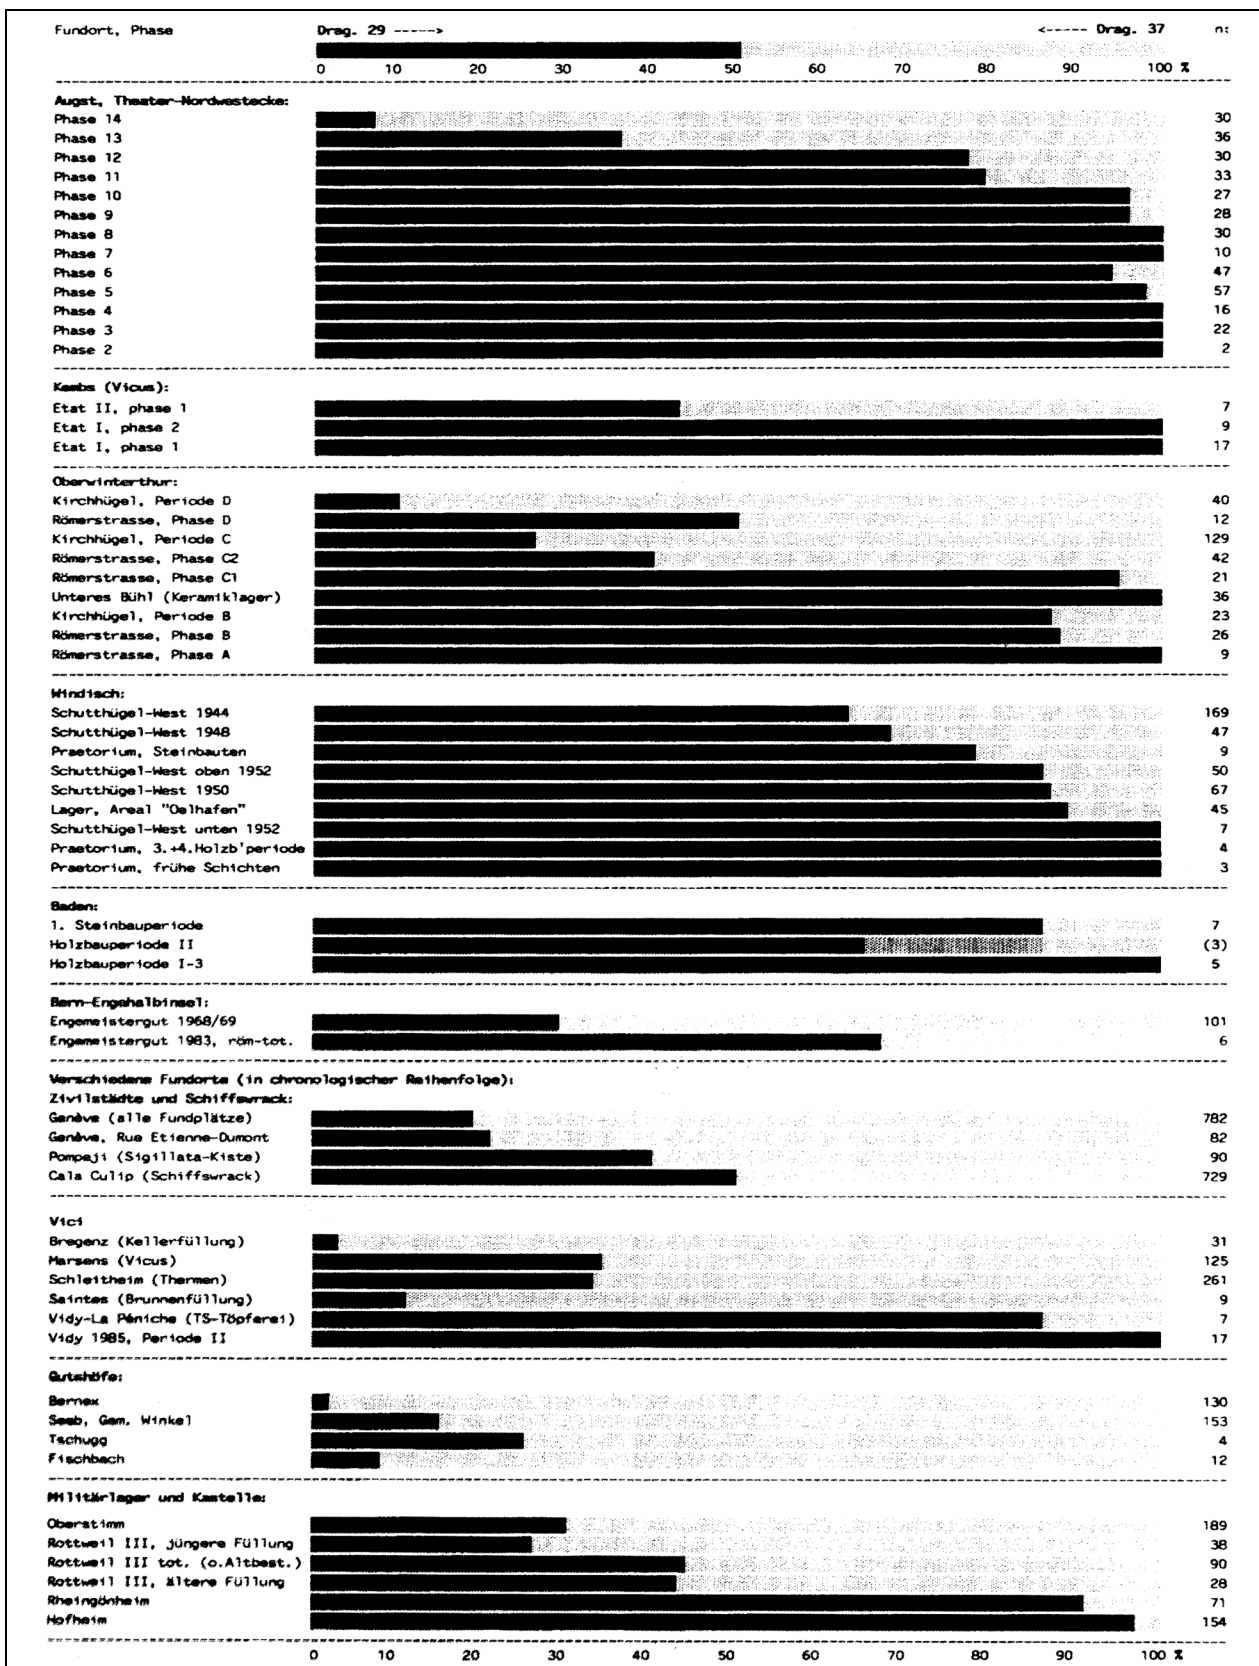 Fundort, Phase Drag. 29 -----> <----- Drag. 37 n:
0 10 20 30 40 50 60 70 80 90 100 %
Augst, Theater-Nordwestecke:
Phase 14 30
Phase 13 36
Phase 12 30
Phase 11 33
Phase 10 27
Phase 9 28
Phase 8 30
Phase 7 10
Phase 6 47
Phase 5 57
Phase 4 16
Phase 3 22
Phase 2 2
Kembs (Vicus):
Etat II, phase 1 7
Etat I, phase 2 9
Etat I, phase 1 17
Oberwinterthur:
Kirchhügel, Periode D 40
Römerstrasse, Phase D 12
Kirchhügel, Periode C 129
Römerstrasse, Phase C2 42
Römerstrasse, Phase C1 21
Unteres Bühl (Keramiklager) 36
Kirchhügel, Periode B 23
Römerstrasse, Phase B 26
Römerstrasse, Phase A 9
Windisch:
Schutthügel-West 1944 169
Schutthügel-West 1948 47
Praetorium, Steinbauten 9
Schutthügel-West oben 1952 50
Schutthügel-West 1950 67
Lager, Areal "Oelhafen" 45
Schutthügel-West unten 1952 7
Praetorium, 3.+4.Holzb'periode 4
Praetorium, frühe Schichten 3
Baden:
1. Steinbauperiode 7
Holzbauperiode II (3)
Holzbauperiode I-3 5
Bern-Engehalbinsel:
Engemeistergut 1968/69 101
Engemeistergut 1983, röm-tot. 6
Verschiedene Fundorte (in chronologischer Reihenfolge):
Zivilstädte und Schiffswrack:
Genève (alle Fundplätze) 782
Genève, Rue Etienne-Dumont 82
Pompeji (Sigillata-Kiste) 90
Cala Culip (Schiffswrack) 729
Vici
Bregenz (Kellerfüllung) 31
Marsens (Vicus) 125
Schleitheim (Thermen) 261
Saintes (Brunnenfüllung) 9
Vidy-La Péniche (TS-Töpferei) 7
Vidy 1985, Periode II 17
Gutshöfe:
Bernex 130
Seeb, Gem. Winkel 153
Tschugg 4
Fischbach 12
Militärlager und Kastelle:
Oberstimm 189
Rottweil III, jüngere Füllung 38
Rottweil III tot. (o.Altbest.) 90
Rottweil III, ältere Füllung 28
Rheingönheim 71
Hofheim 154
0 10 20 30 40 50 60 70 80 90 100 %